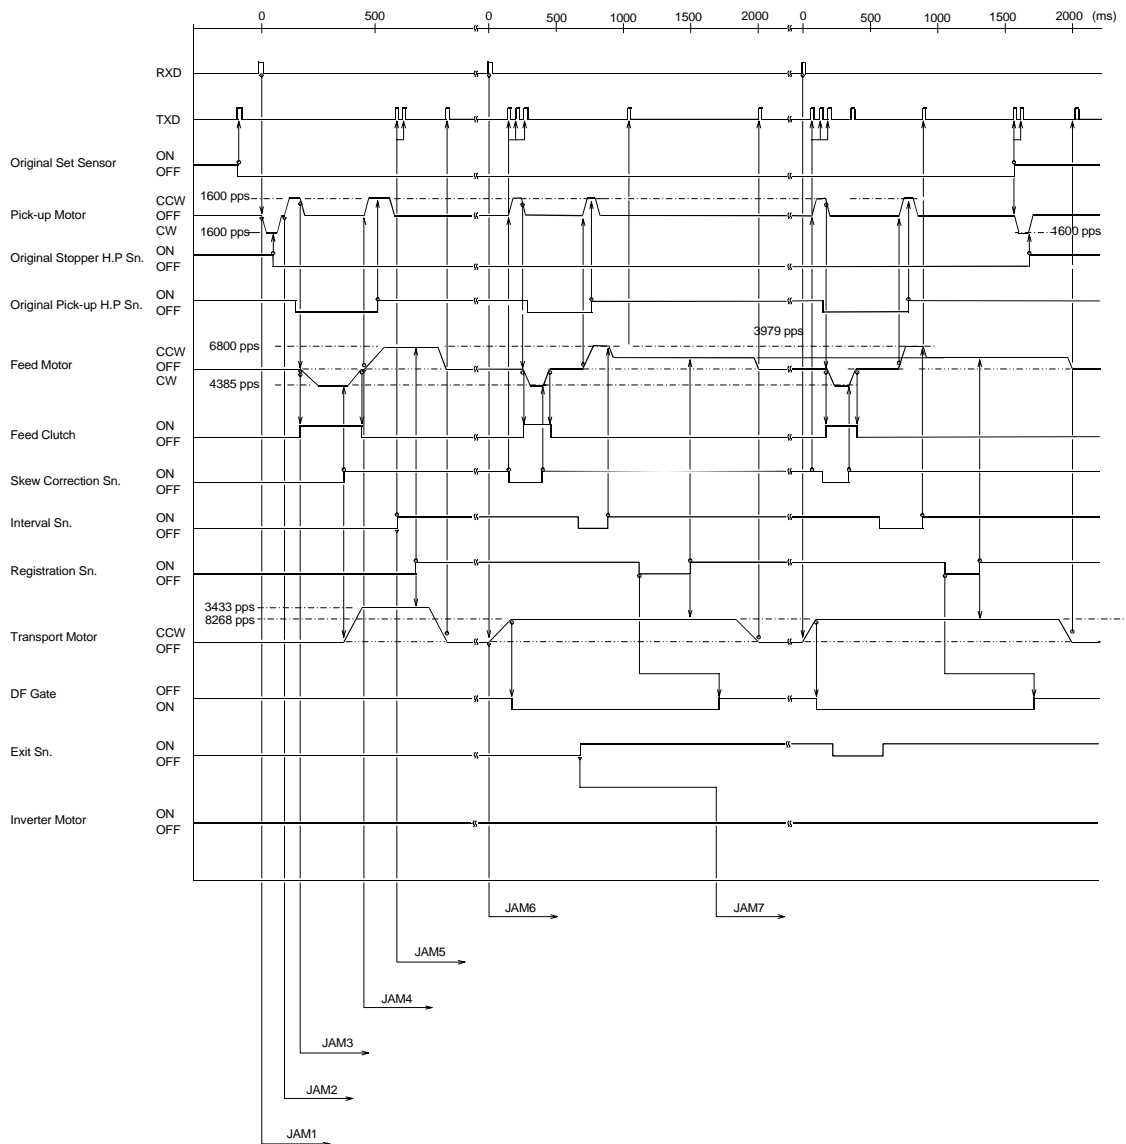 0 500 0 500 1000 1500 0 500 1000 1500 2000 (ms)
RXD
TXD
Original Set Sensor ON
OFF
1600 pps CCW
Pick-up Motor OFF
1600 pps CW 1600 pps
Original Stopper H.P Sn. ON
OFF
Original Pick-up H.P Sn. ON
OFF
3979 pps
6800 pps
Feed Motor CCW
OFF
CW
4385 pps
Feed Clutch ON
OFF
Skew Correction Sn. ON
OFF
Interval Sn. ON
OFF
Registration Sn. ON
OFF
3433 pps
8268 pps
Transport Motor CCW
OFF
DF Gate OFF
ON
Exit Sn. ON
OFF
Inverter Motor ON
OFF
JAM6 JAM7
JAM5
JAM4
JAM3
JAM2
JAM1